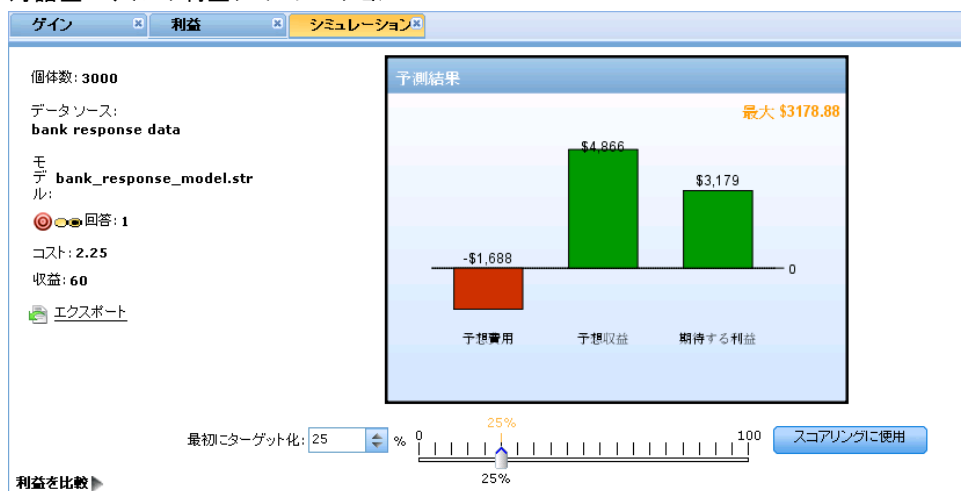 ゲイン
利益
シミュレーション
個体数: 3000
データ ソース:
bank response data
モデル: bank_response_model.str
回答: 1
コスト: 2.25
収益: 60
エクスポート
予測結果
最大 $3178.88
$4,866
$3,179
-$1,688
0
予想費用
予想収益
期待する利益
25%
最初にターゲット化: 25 %
0
100
スコアリングに使用
25%
利益を比較